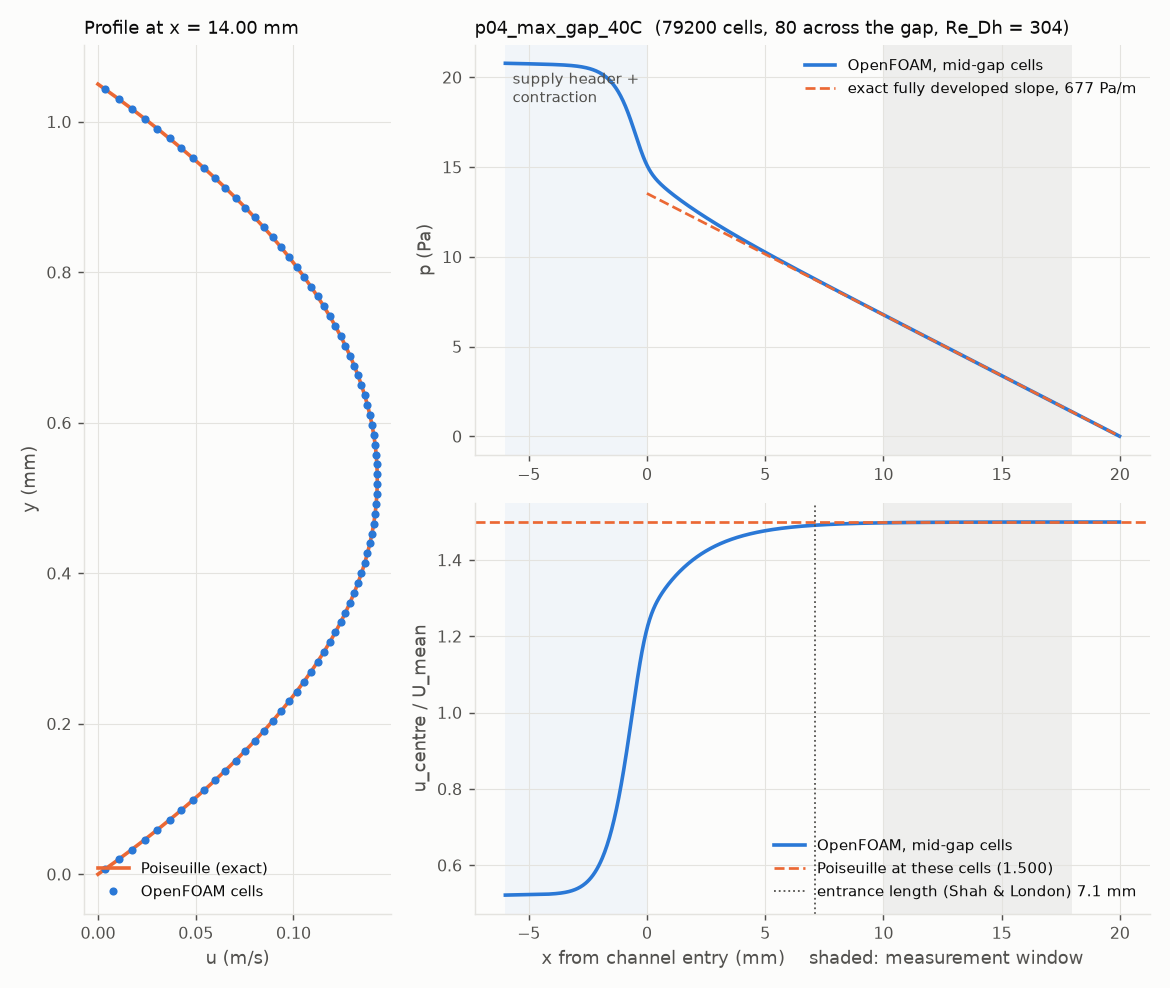 Profile at x = 14.00 mm
1.0
0.8
0.6
0.4
0.2
0.0
y (mm)
0.00 0.05 0.10
u (m/s)
Poiseuille (exact)
OpenFOAM cells
p04_max_gap_40C (79200 cells, 80 across the gap, Re_Dh = 304)
supply header +
contraction
OpenFOAM, mid-gap cells
exact fully developed slope, 677 Pa/m
20
15
10
5
0
p (Pa)
−5 0 5 10 15 20
1.4
1.2
1.0
0.8
0.6
u_centre / U_mean
OpenFOAM, mid-gap cells
Poiseuille at these cells (1.500)
entrance length (Shah & London) 7.1 mm
−5 0 5 10 15 20
x from channel entry (mm) shaded: measurement window